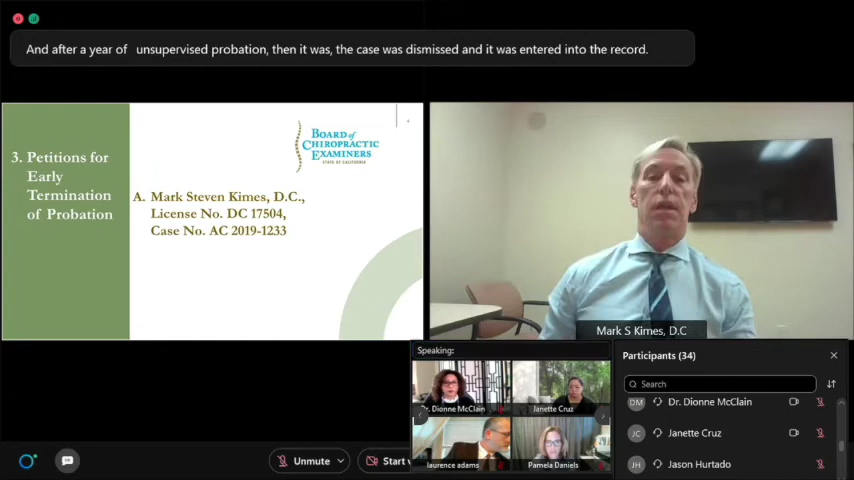 And after a year of unsupervised probation, then it was, the case was dismissed and it was entered into the record.
3. Petitions for
Early
Termination
of Probation
BOARD of
CHIROPRACTIC
EXAMINERS
STATE OF CALIFORNIA
A. Mark Steven Kimes, D.C.,
License No. DC 17504,
Case No. AC 2019-1233
Mark S Kimes, D.C
Speaking:
Dr. Dionne McClain
Janette Cruz
laurence adams
Pamela Daniels
Participants (34)
Search
DM Dr. Dionne McClain
JC Janette Cruz
JH Jason Hurtado
Unmute
Start